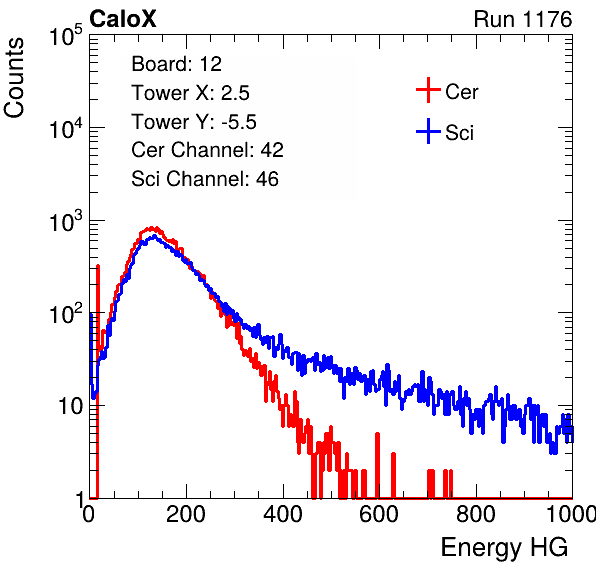 CaloX Run 1176
Counts
10^5
10^4
10^3
10^2
10
1
Board: 12
Tower X: 2.5
Tower Y: -5.5
Cer Channel: 42
Sci Channel: 46
Cer
Sci
0 200 400 600 800 1000
Energy HG